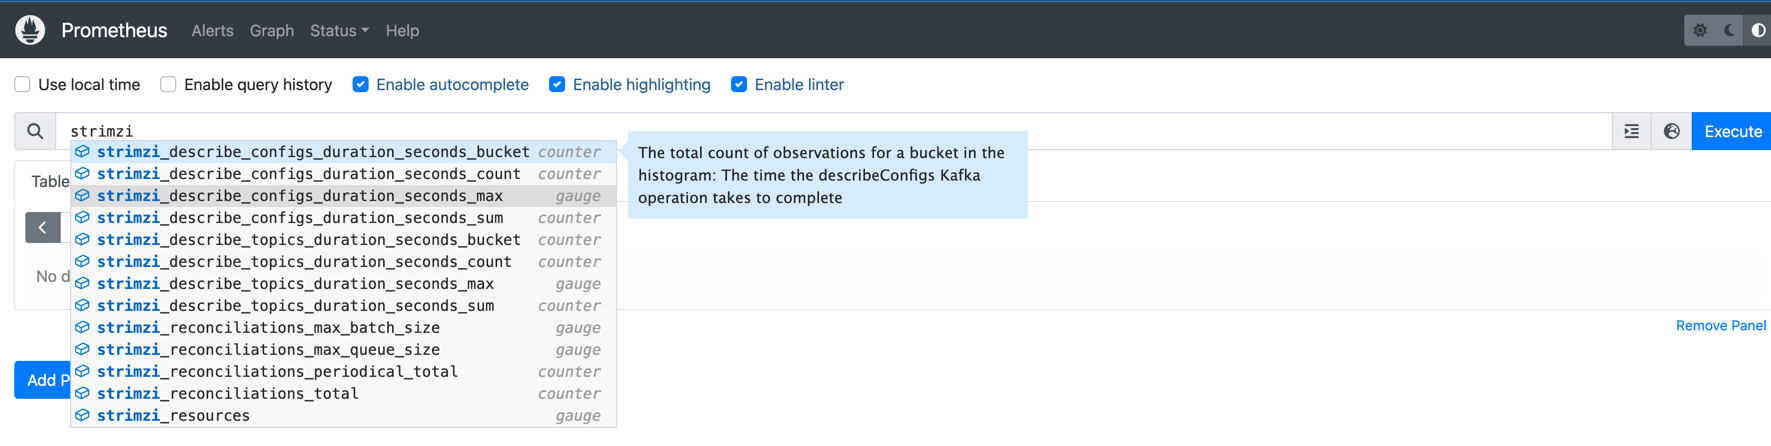 Prometheus Alerts Graph Status Help
Use local time Enable query history Enable autocomplete Enable highlighting Enable linter
strimzi Execute
strimzi_describe_configs_duration_seconds_bucket counter
strimzi_describe_configs_duration_seconds_count counter
strimzi_describe_configs_duration_seconds_max gauge
strimzi_describe_configs_duration_seconds_sum counter
strimzi_describe_topics_duration_seconds_bucket counter
strimzi_describe_topics_duration_seconds_count counter
strimzi_describe_topics_duration_seconds_max gauge
strimzi_describe_topics_duration_seconds_sum counter
strimzi_reconciliations_max_batch_size gauge
strimzi_reconciliations_max_queue_size gauge
strimzi_reconciliations_periodical_total counter
strimzi_reconciliations_total counter
strimzi_resources gauge
The total count of observations for a bucket in the
histogram: The time the describeConfigs Kafka
operation takes to complete
Table
No d
Remove Panel
Add P